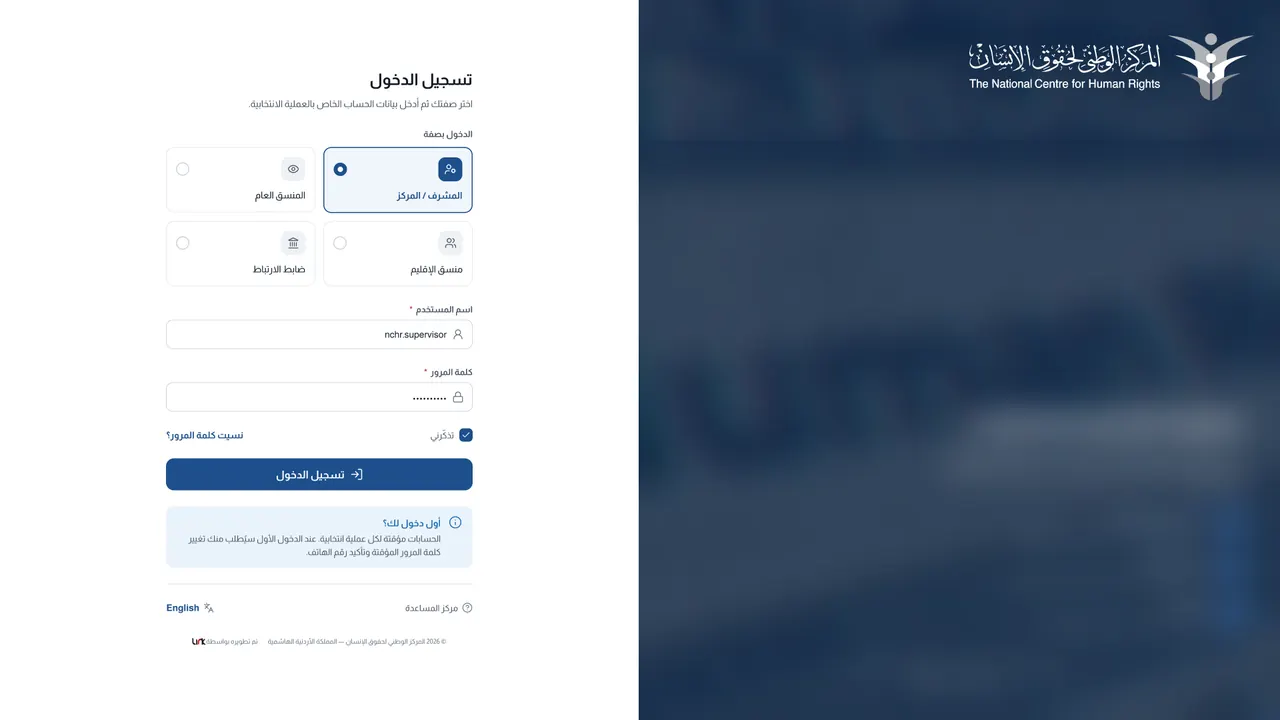 المركز الوطني لحقوق الإنسان
The National Centre for Human Rights
تسجيل الدخول
اختر صفتك ثم أدخل بيانات الحساب الخاص بالعملية الانتخابية.
الدخول بصفة
المشرف / المركز
المنسق العام
منسق الإقليم
ضابط الارتباط
اسم المستخدم *
nchr.supervisor
كلمة المرور *
••••••••••
تذكّرني
نسيت كلمة المرور؟
تسجيل الدخول
أول دخول لك؟
الحسابات مؤقتة لكل عملية انتخابية. عند الدخول الأول سيُطلب منك تغيير
كلمة المرور المؤقتة وتأكيد رقم الهاتف.
مركز المساعدة
English
© 2026 المركز الوطني لحقوق الإنسان — المملكة الأردنية الهاشمية
تم تطويره بواسطة